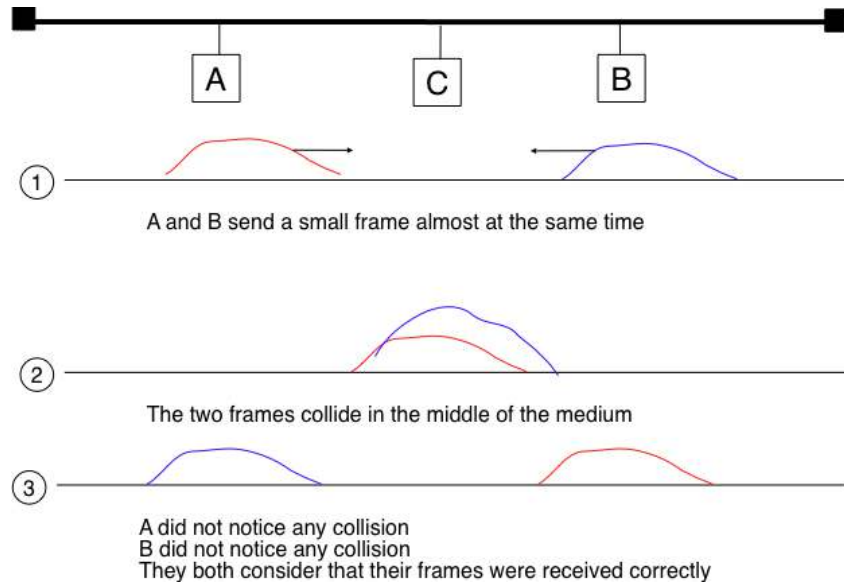 A
C
B
1
A and B send a small frame almost at the same time
2
The two frames collide in the middle of the medium
3
A did not notice any collision
B did not notice any collision
They both consider that their frames were received correctly